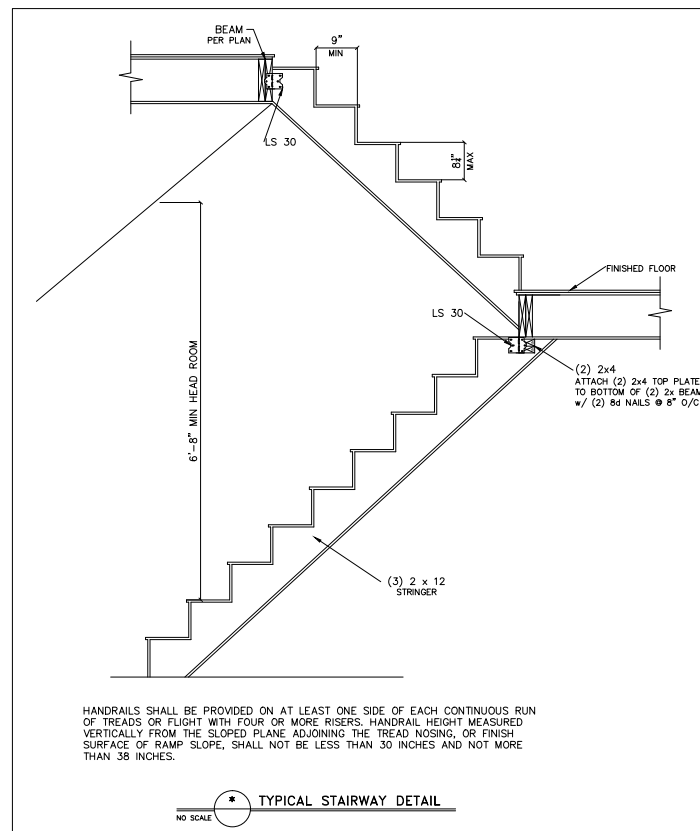 BEAM
PER PLAN
9"
MIN
LS 30
8¼"
MAX
FINISHED FLOOR
LS 30
(2) 2x4
ATTACH (2) 2x4 TOP PLATE
TO BOTTOM OF (2) 2x BEAM
w/ (2) 8d NAILS @ 8" O/C
6'-8" MIN HEAD ROOM
(3) 2 x 12
STRINGER
HANDRAILS SHALL BE PROVIDED ON AT LEAST ONE SIDE OF EACH CONTINUOUS RUN
OF TREADS OR FLIGHT WITH FOUR OR MORE RISERS. HANDRAIL HEIGHT MEASURED
VERTICALLY FROM THE SLOPED PLANE ADJOINING THE TREAD NOSING, OR FINISH
SURFACE OF RAMP SLOPE, SHALL NOT BE LESS THAN 30 INCHES AND NOT MORE
THAN 38 INCHES.
* TYPICAL STAIRWAY DETAIL
NO SCALE